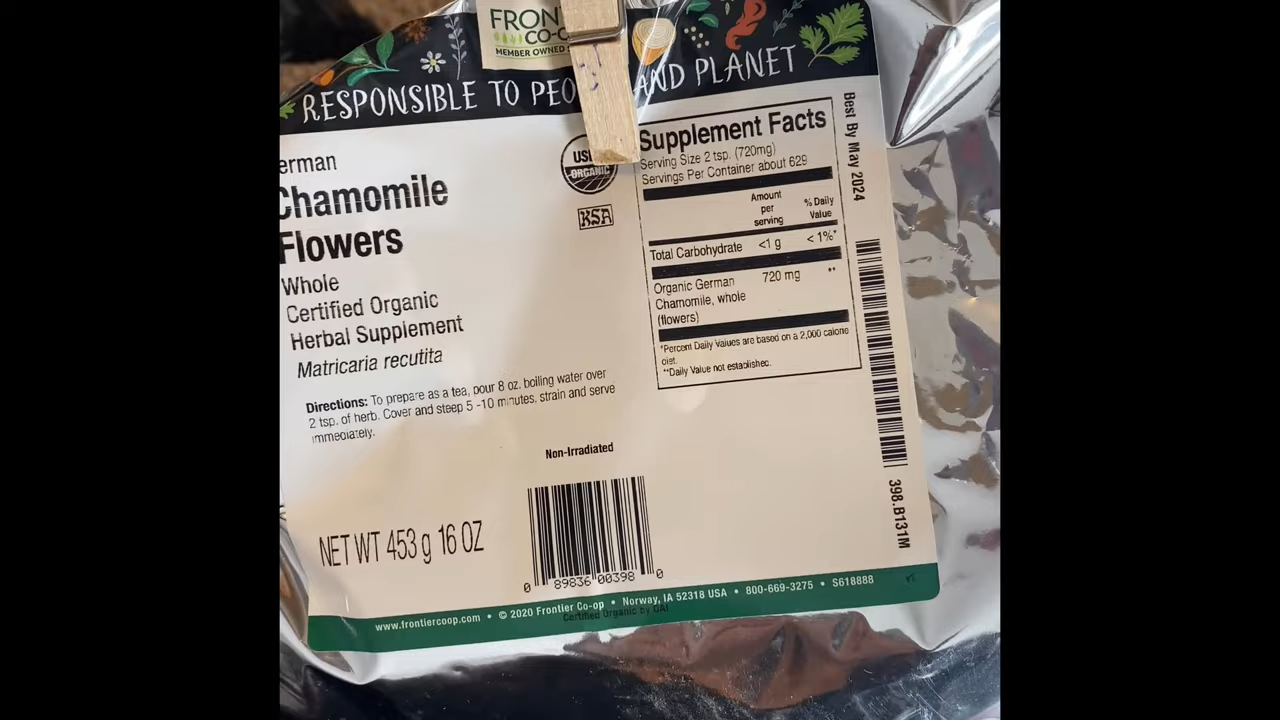 FRON
CO-O
MEMBER OWNED
RESPONSIBLE TO PEO AND PLANET
erman
Chamomile
Flowers
Whole
Certified Organic
Herbal Supplement
Matricaria recutita
Directions: To prepare as a tea, pour 8 oz. boiling water over
2 tsp. of herb. Cover and steep 5 -10 minutes, strain and serve
immediately.
Non-Irradiated
NET WT 453 g 16 OZ
0 89836 00398 0
USD
ORGANIC
KSA
Supplement Facts
Serving Size 2 tsp. (720mg)
Servings Per Container about 629
Amount
per
serving
% Daily
Value
Total Carbohydrate <1 g < 1%*
Organic German 720 mg **
Chamomile, whole
(flowers)
*Percent Daily Values are based on a 2,000 calorie
diet.
**Daily Value not established.
Best By May 2024
398.B131M
www.frontiercoop.com • © 2020 Frontier Co-op • Norway, IA 52318 USA • 800-669-3275 • S618888
Certified Organic by QAI